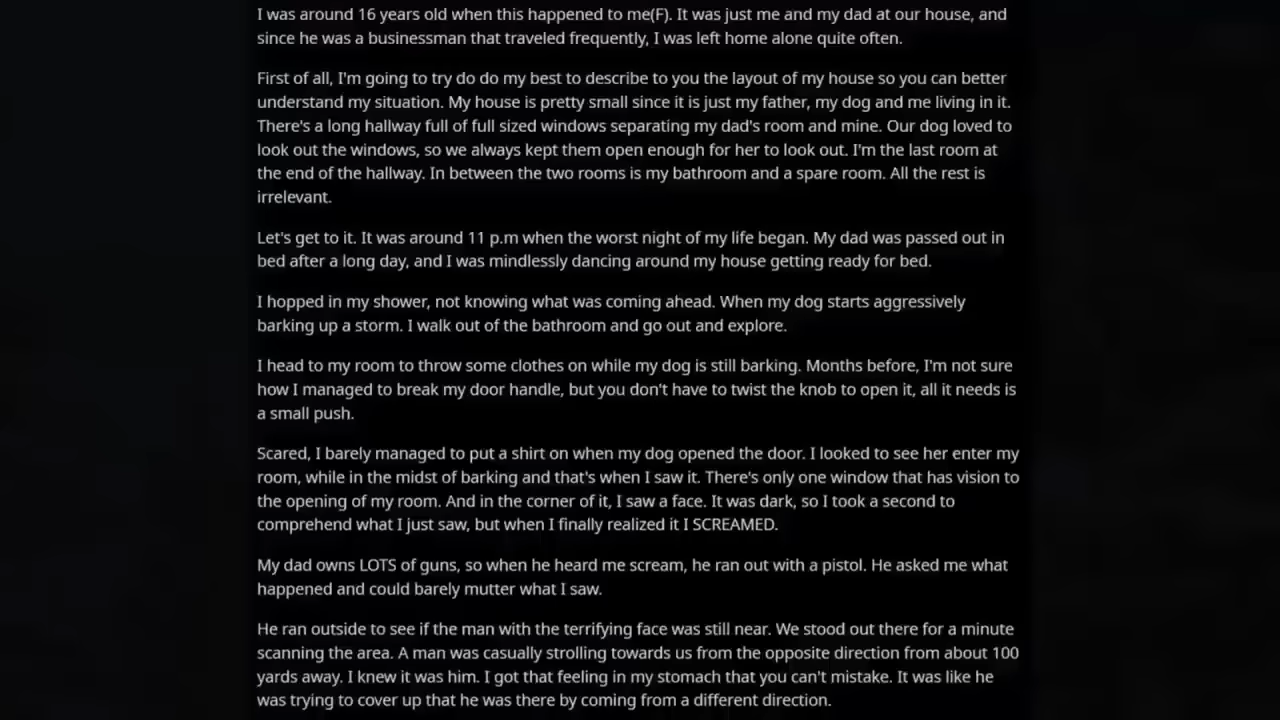 I was around 16 years old when this happened to me(F). It was just me and my dad at our house, and
since he was a businessman that traveled frequently, I was left home alone quite often.
First of all, I'm going to try do do my best to describe to you the layout of my house so you can better
understand my situation. My house is pretty small since it is just my father, my dog and me living in it.
There's a long hallway full of full sized windows separating my dad's room and mine. Our dog loved to
look out the windows, so we always kept them open enough for her to look out. I'm the last room at
the end of the hallway. In between the two rooms is my bathroom and a spare room. All the rest is
irrelevant.
Let's get to it. It was around 11 p.m when the worst night of my life began. My dad was passed out in
bed after a long day, and I was mindlessly dancing around my house getting ready for bed.
I hopped in my shower, not knowing what was coming ahead. When my dog starts aggressively
barking up a storm. I walk out of the bathroom and go out and explore.
I head to my room to throw some clothes on while my dog is still barking. Months before, I'm not sure
how I managed to break my door handle, but you don't have to twist the knob to open it, all it needs is
a small push.
Scared, I barely managed to put a shirt on when my dog opened the door. I looked to see her enter my
room, while in the midst of barking and that's when I saw it. There's only one window that has vision to
the opening of my room. And in the corner of it, I saw a face. It was dark, so I took a second to
comprehend what I just saw, but when I finally realized it I SCREAMED.
My dad owns LOTS of guns, so when he heard me scream, he ran out with a pistol. He asked me what
happened and could barely mutter what I saw.
He ran outside to see if the man with the terrifying face was still near. We stood out there for a minute
scanning the area. A man was casually strolling towards us from the opposite direction from about 100
yards away. I knew it was him. I got that feeling in my stomach that you can't mistake. It was like he
was trying to cover up that he was there by coming from a different direction.